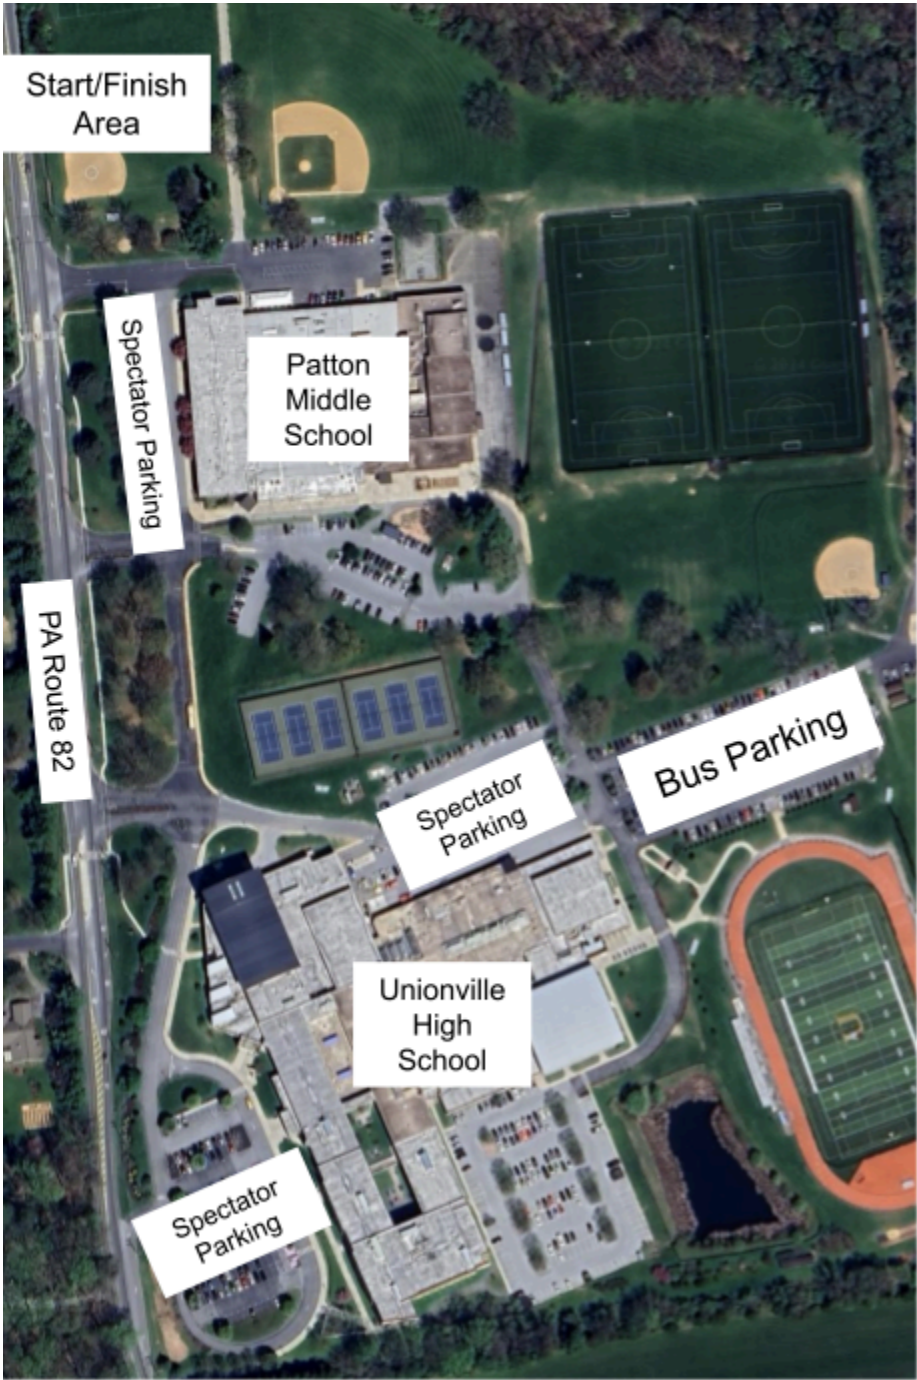 Start/Finish
Area
Spectator Parking
Patton
Middle
School
PA Route 82
Bus Parking
Spectator
Parking
Unionville
High
School
Spectator
Parking